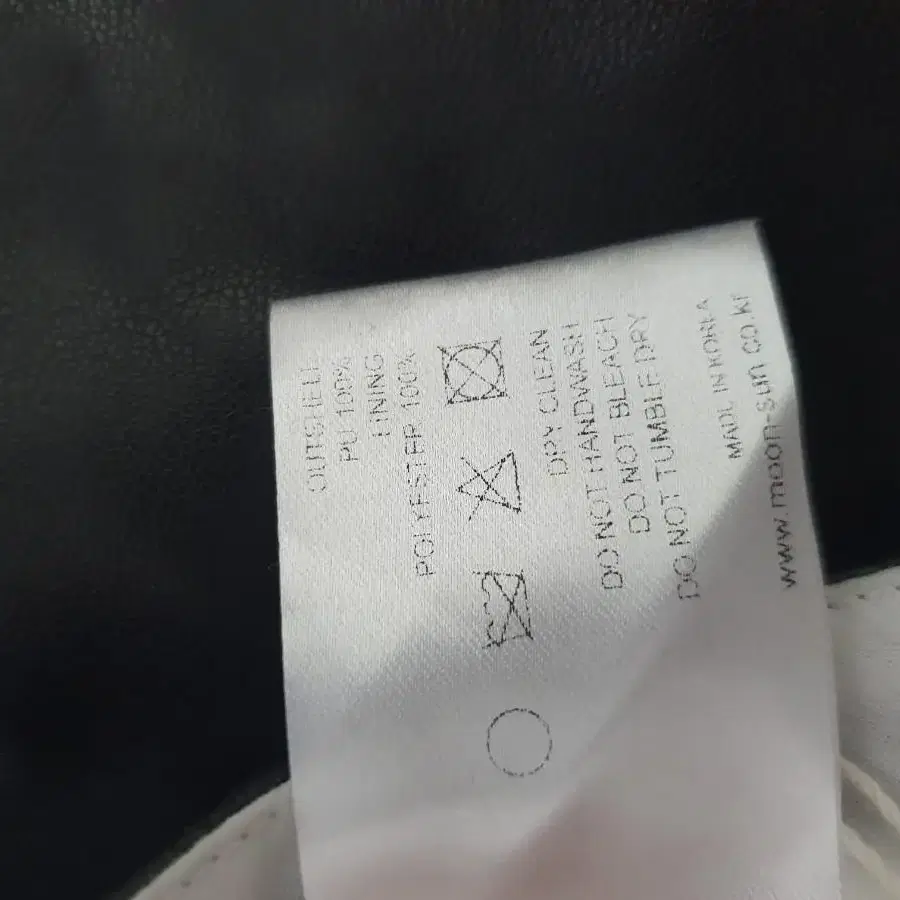 OUTSHELL
PU 100%
LINING
POLYESTER 100%
DRY CLEAN
DO NOT HANDWASH
DO NOT BLEACH
DO NOT TUMBLE DRY
MADE IN KOREA
www.moon-sun.co.kr